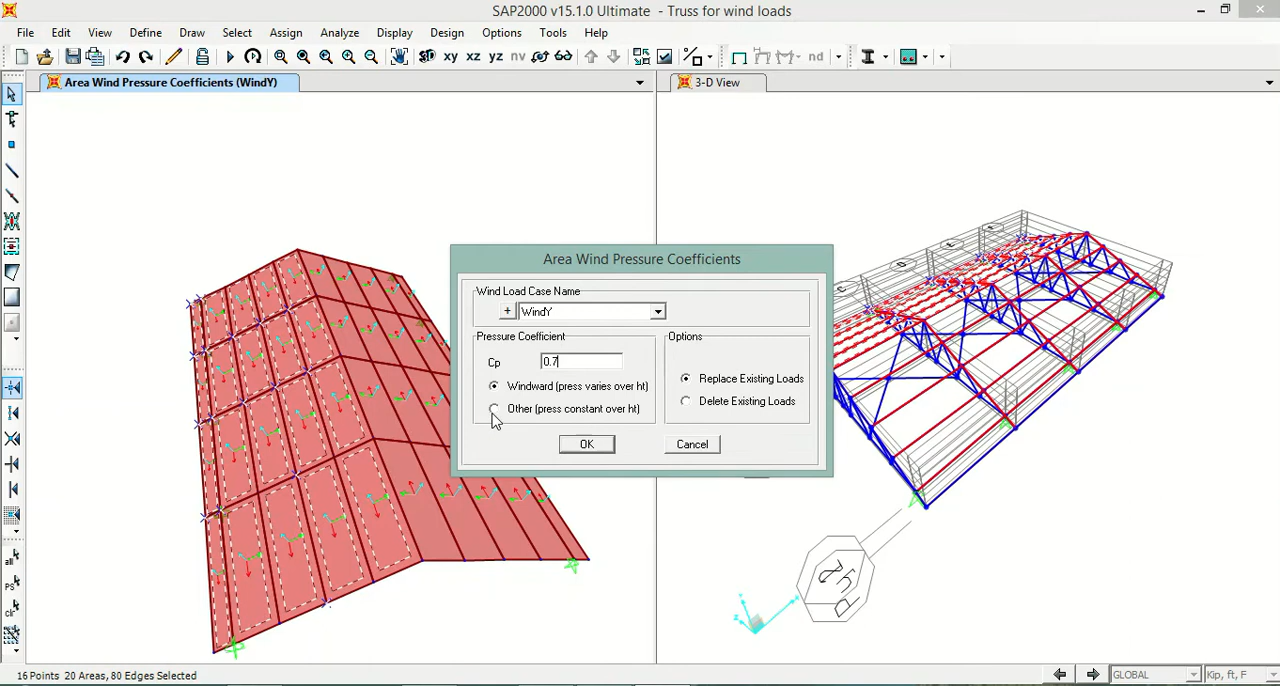 SAP2000 v15.1.0 Ultimate - Truss for wind loads
File Edit View Define Draw Select Assign Analyze Display Design Options Tools Help
3-D xy xz yz nv nd
Area Wind Pressure Coefficients (WindY)
3-D View
Area Wind Pressure Coefficients
Wind Load Case Name
+ WindY
Pressure Coefficient
Cp 0.7
Windward (press varies over ht)
Other (press constant over ht)
Options
Replace Existing Loads
Delete Existing Loads
OK Cancel
all
PS
clr
16 Points 20 Areas, 80 Edges Selected
GLOBAL
Kip, ft, F